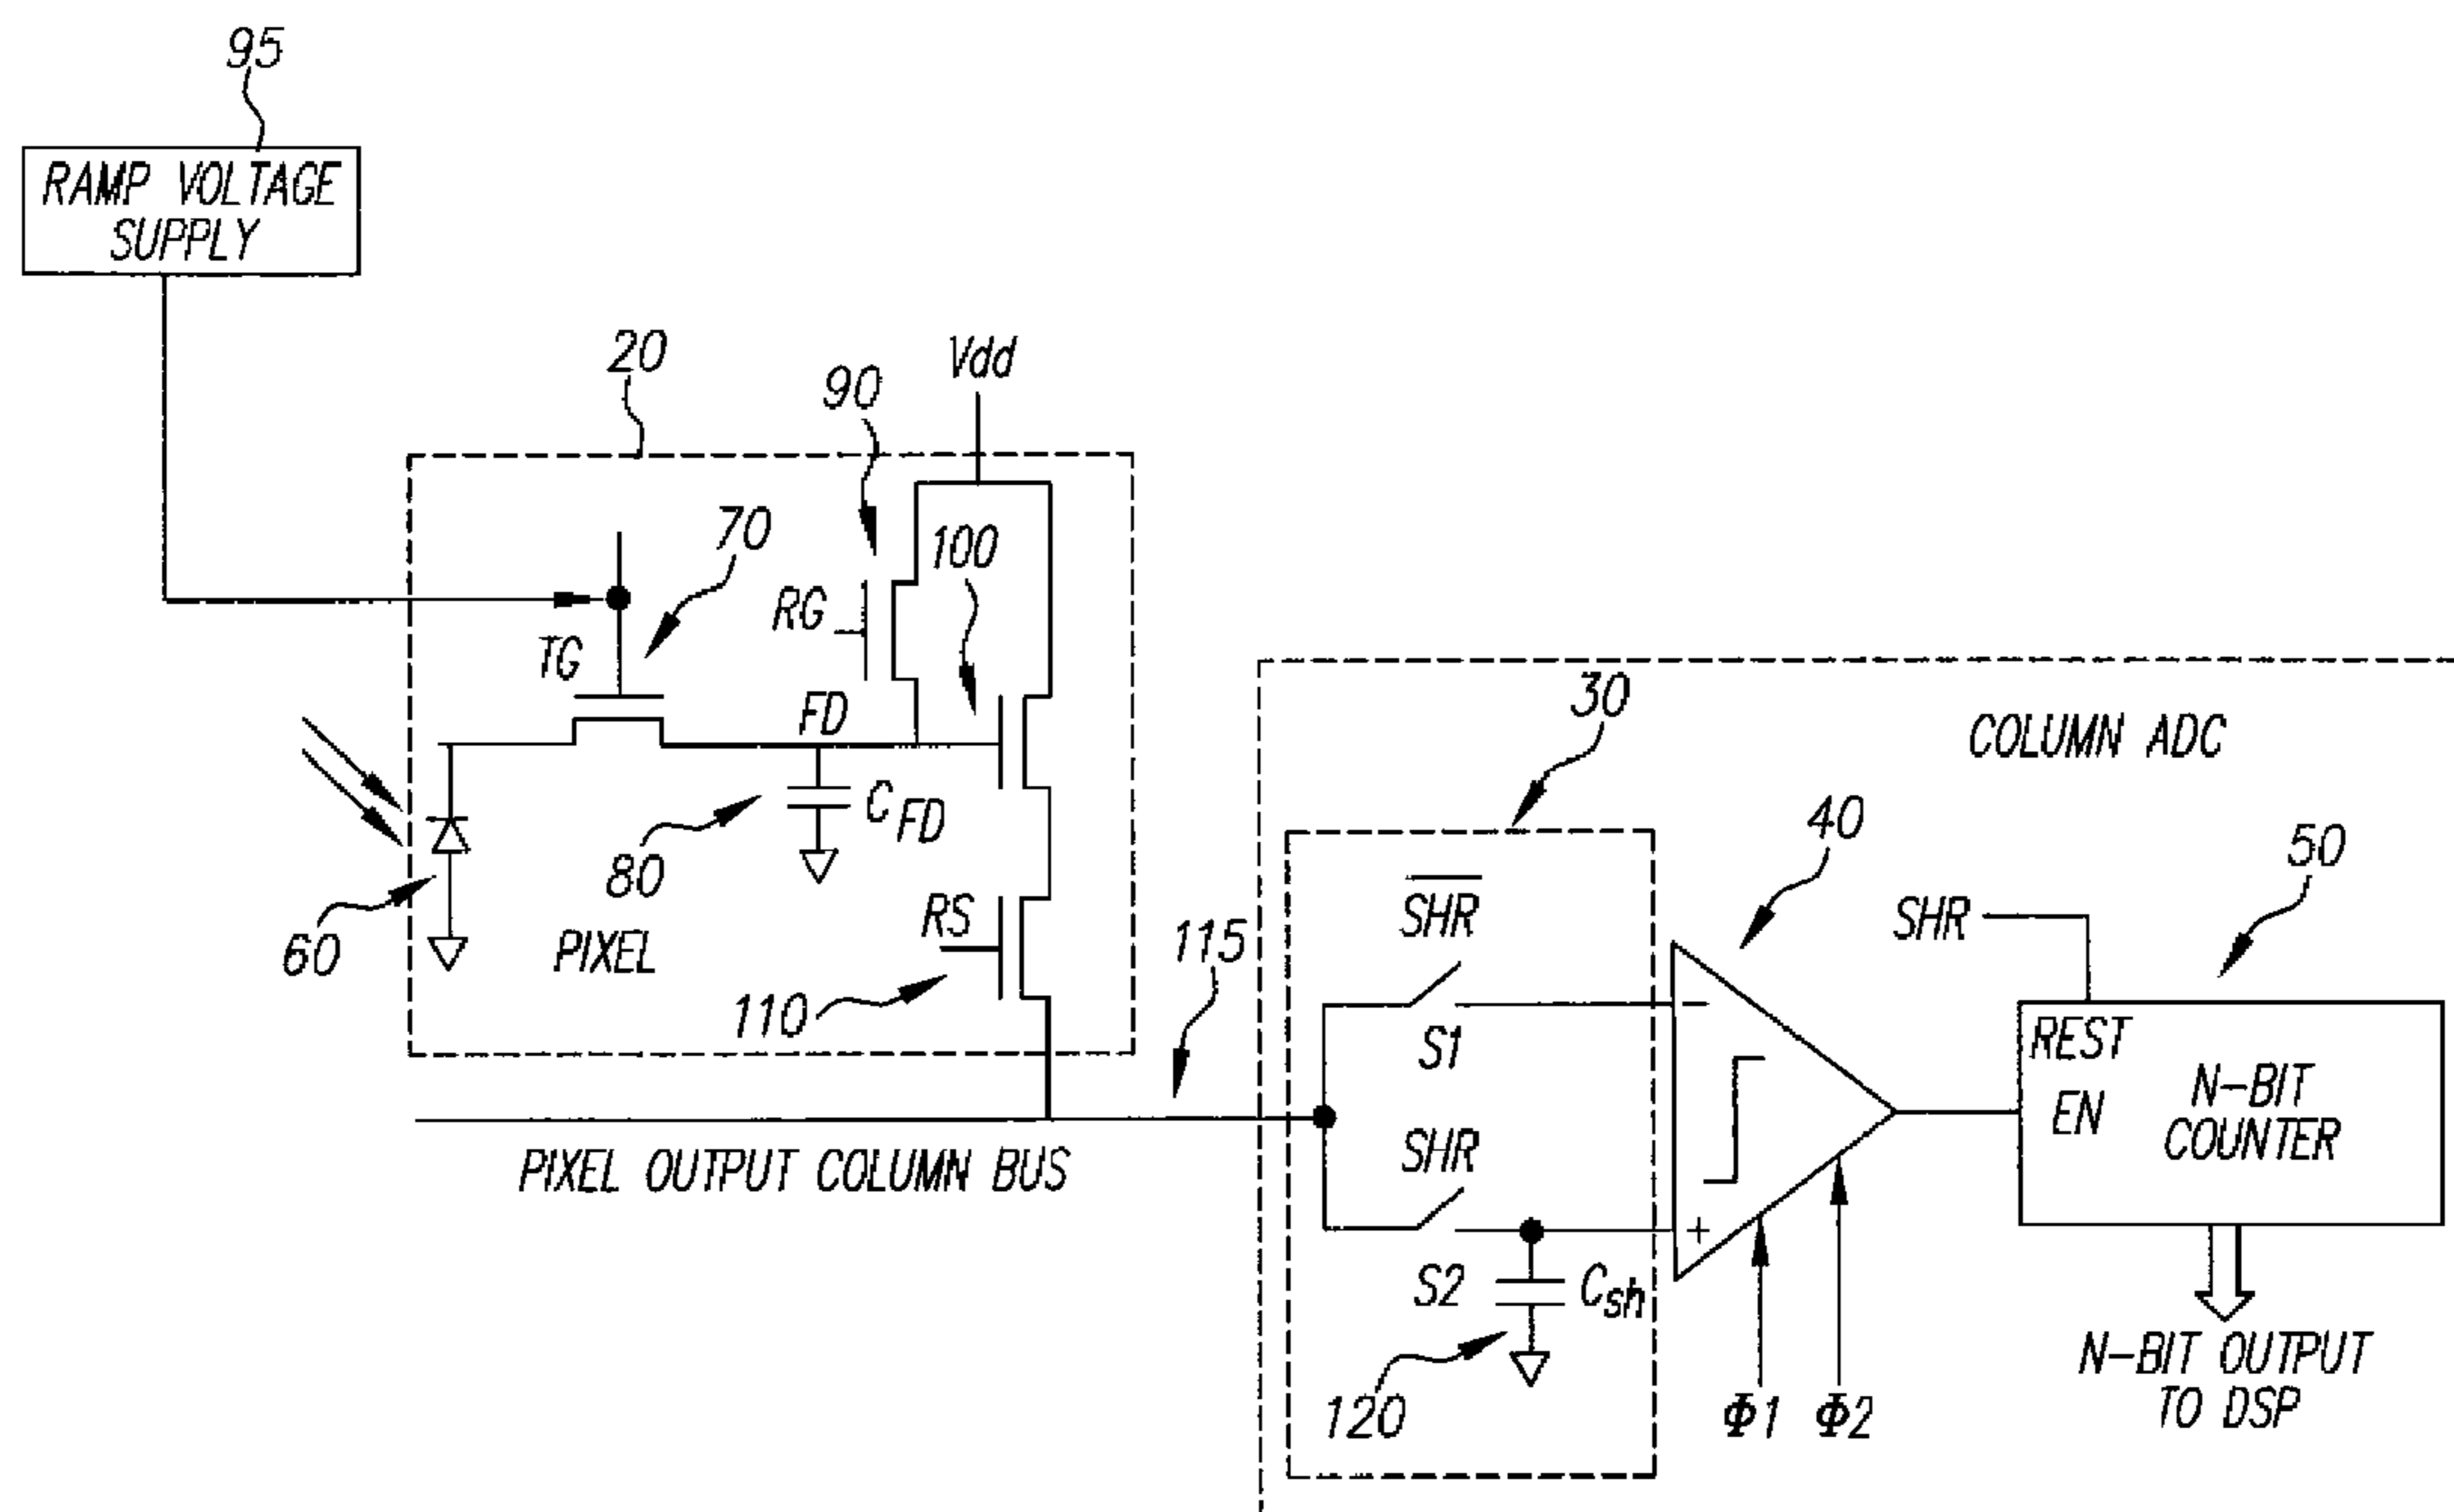 95
RAMP VOLTAGE
SUPPLY
20
90
Vdd
70
100
RG
TG
FD
30
COLUMN ADC
C FD
80
40
50
60
PIXEL
RS
110
115
SHR
SHR
S1
REST
EN
N-BIT
COUNTER
PIXEL OUTPUT COLUMN BUS
SHR
S2
Csh
120
Φ1
Φ2
N-BIT OUTPUT
TO DSP